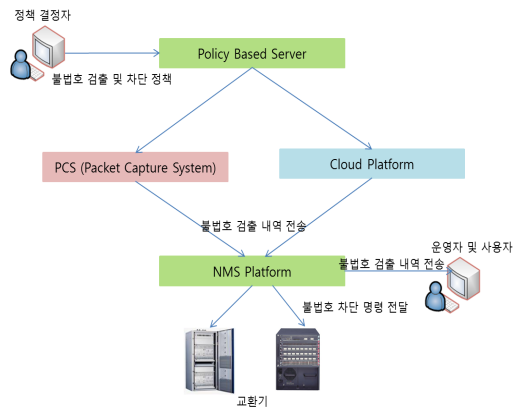 정책 결정자
Policy Based Server
불법호 검출 및 차단 정책
PCS (Packet Capture System)
Cloud Platform
불법호 검출 내역 전송
운영자 및 사용자
불법호 검출 내역 전송
NMS Platform
불법호 차단 명령 전달
교환기